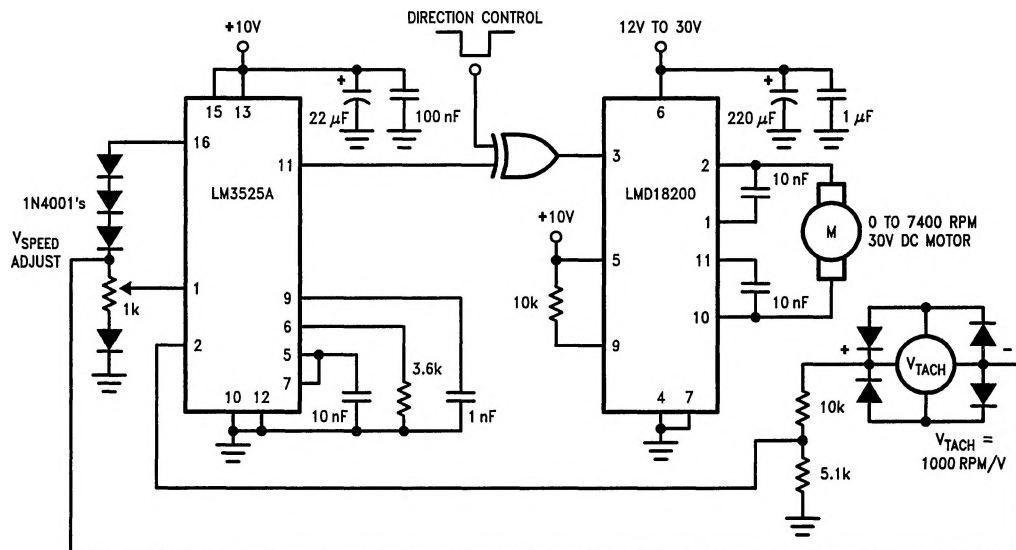 DIRECTION CONTROL
+10V
12V TO 30V
15 13
+
22 μF
100 nF
6
+
220 μF
1 μF
16
11
3
2
10 nF
LM3525A
LMD18200
1N4001's
1
M
0 TO 7400 RPM
30V DC MOTOR
+10V
VSPEED
ADJUST
5
11
1
1k
9
10k
10 nF
6
10
2
5
3.6k
9
+
VTACH
-
7
10 12
10 nF
1 nF
4 7
10k
VTACH =
1000 RPM/V
5.1k